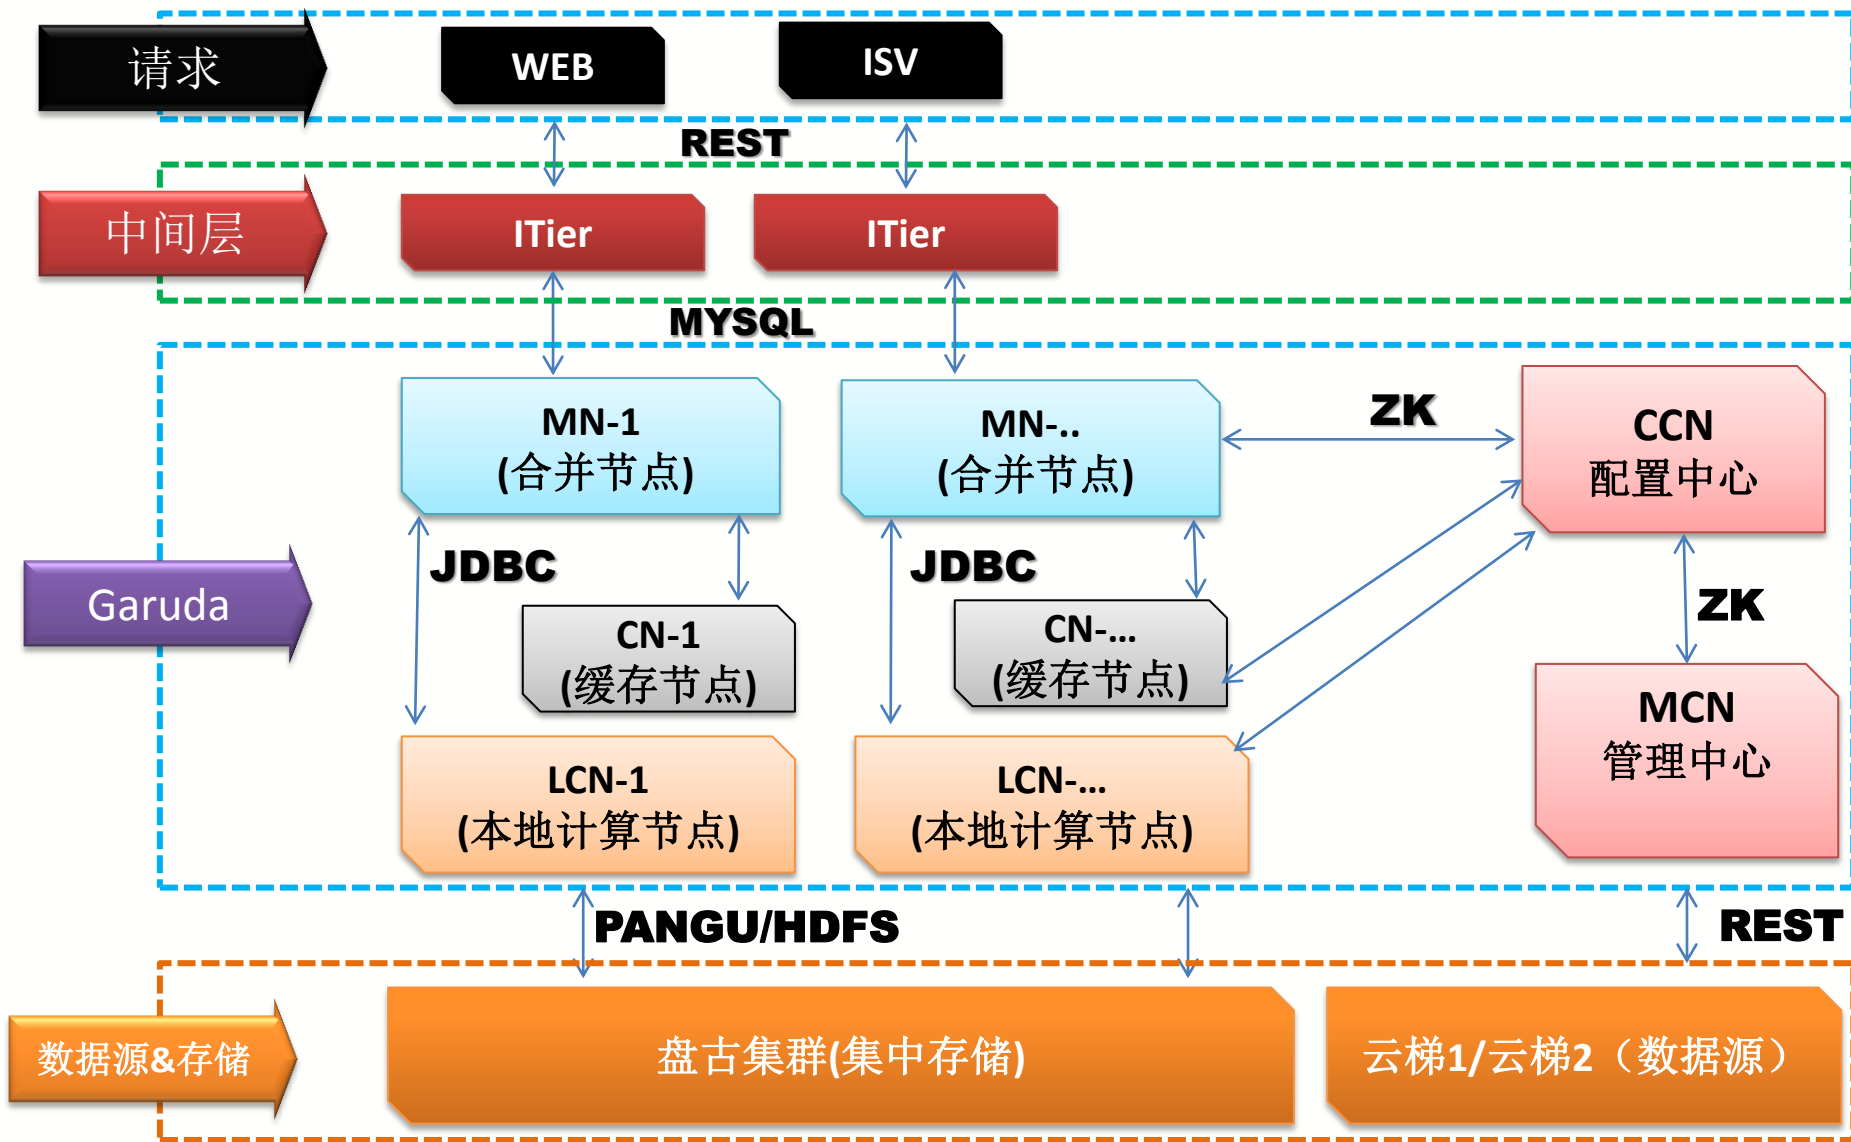 请求
WEB
ISV
REST
中间层
ITier
ITier
MYSQL
Garuda
MN-1
(合并节点)
MN-..
(合并节点)
ZK
CCN
配置中心
JDBC
JDBC
CN-1
(缓存节点)
CN-...
(缓存节点)
ZK
LCN-1
(本地计算节点)
LCN-...
(本地计算节点)
MCN
管理中心
PANGU/HDFS
REST
数据源&存储
盘古集群(集中存储)
云梯1/云梯2（数据源）